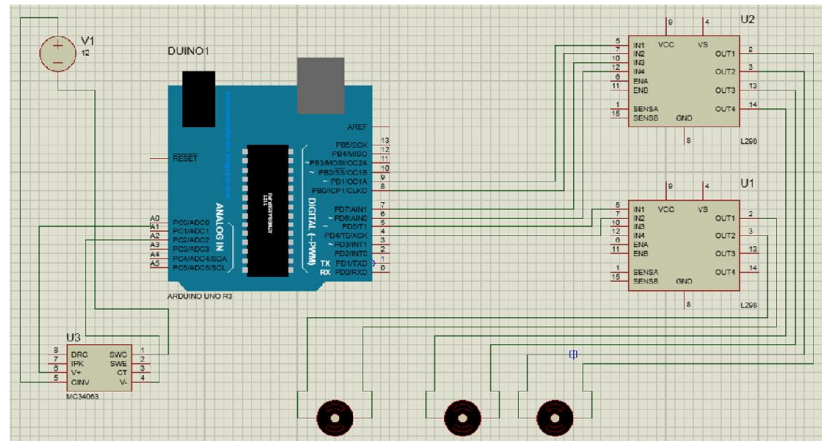 V1
12
DUINO1
RESET
AREF
PB5/SCK 13
PB4/MISO 12
~PB3/MOSI/OC2A 11
~PB2/SS/OC1B 10
~PB1/OC1A 9
PB0/ICP1/CLKO 8
PD7/AIN1 7
~PD6/AIN0 6
~PD5/T1 5
PD4/T0/XCK 4
~PD3/INT1 3
PD2/INT0 2
TX PD1/TXD 1
RX PD0/RXD 0
ANALOG IN
DIGITAL (~PWM)
A0 PC0/ADC0
A1 PC1/ADC1
A2 PC2/ADC2
A3 PC3/ADC3
A4 PC4/ADC4/SDA
A5 PC5/ADC5/SCL
ARDUINO UNO R3
U2
9 4
VCC VS
5 IN1 OUT1 2
7 IN2 OUT2 3
10 IN3 OUT3 13
12 IN4 OUT4 14
6 ENA
11 ENB
1 SENSA
15 SENSB
GND
8
L298
U1
9 4
VCC VS
5 IN1 OUT1 2
7 IN2 OUT2 3
10 IN3 OUT3 13
12 IN4 OUT4 14
6 ENA
11 ENB
1 SENSA
15 SENSB
GND
8
L298
U3
8 DRC SWC 1
7 IPK SWE 2
6 V+ CT 3
5 CINV V- 4
MC34063